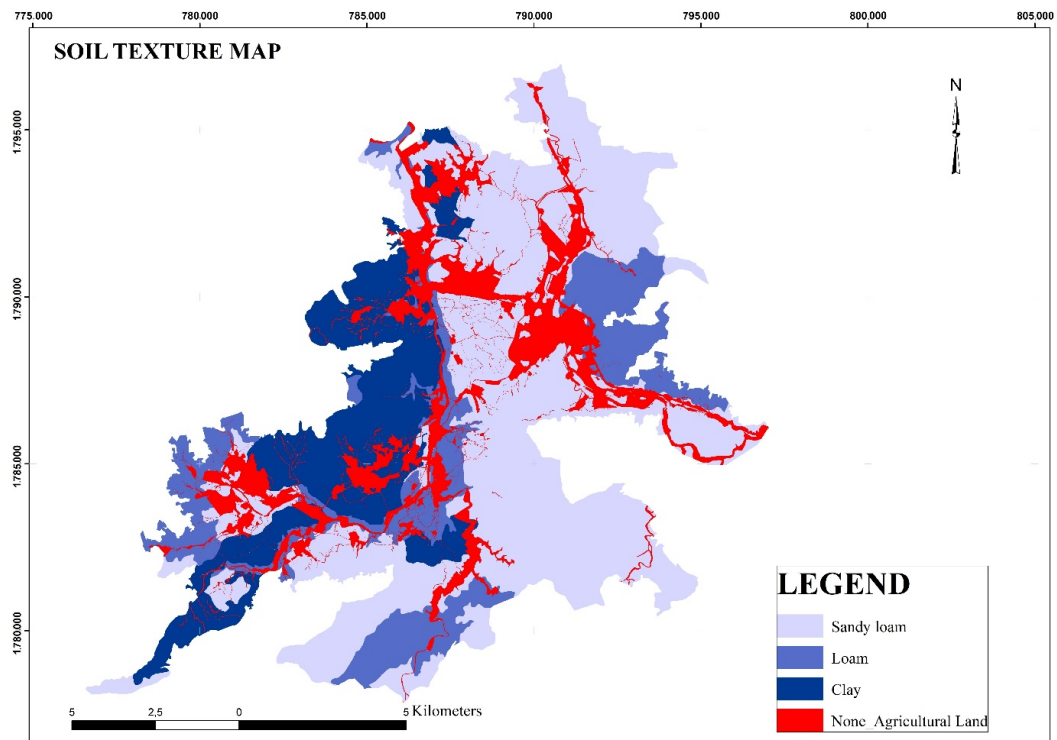 775.000 780.000 785.000 790.000 795.000 800.000 805.000
SOIL TEXTURE MAP
N
1.795.000
1.790.000
1.785.000
1.780.000
LEGEND
Sandy loam
Loam
Clay
None_Agricultural Land
5 2,5 0 5 Kilometers